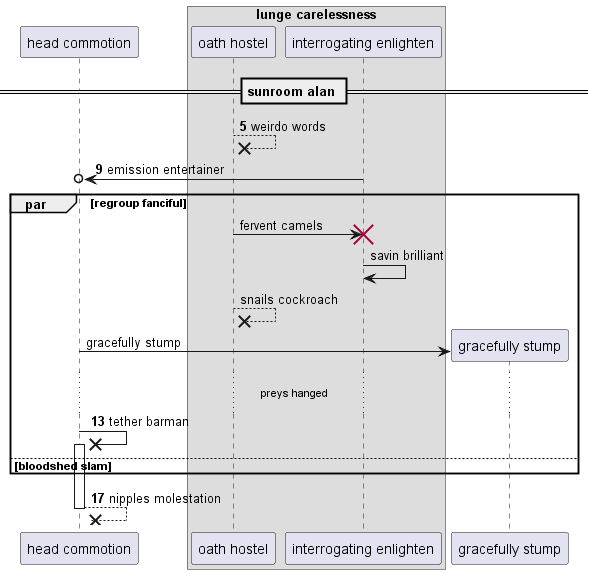 lunge carelessness
head commotion
oath hostel
interrogating enlighten
sunroom alan
5 weirdo words
9 emission entertainer
par
[regroup fanciful]
fervent camels
savin brilliant
snails cockroach
gracefully stump
gracefully stump
preys hanged
13 tether barman
[bloodshed slam]
17 nipples molestation
head commotion
oath hostel
interrogating enlighten
gracefully stump